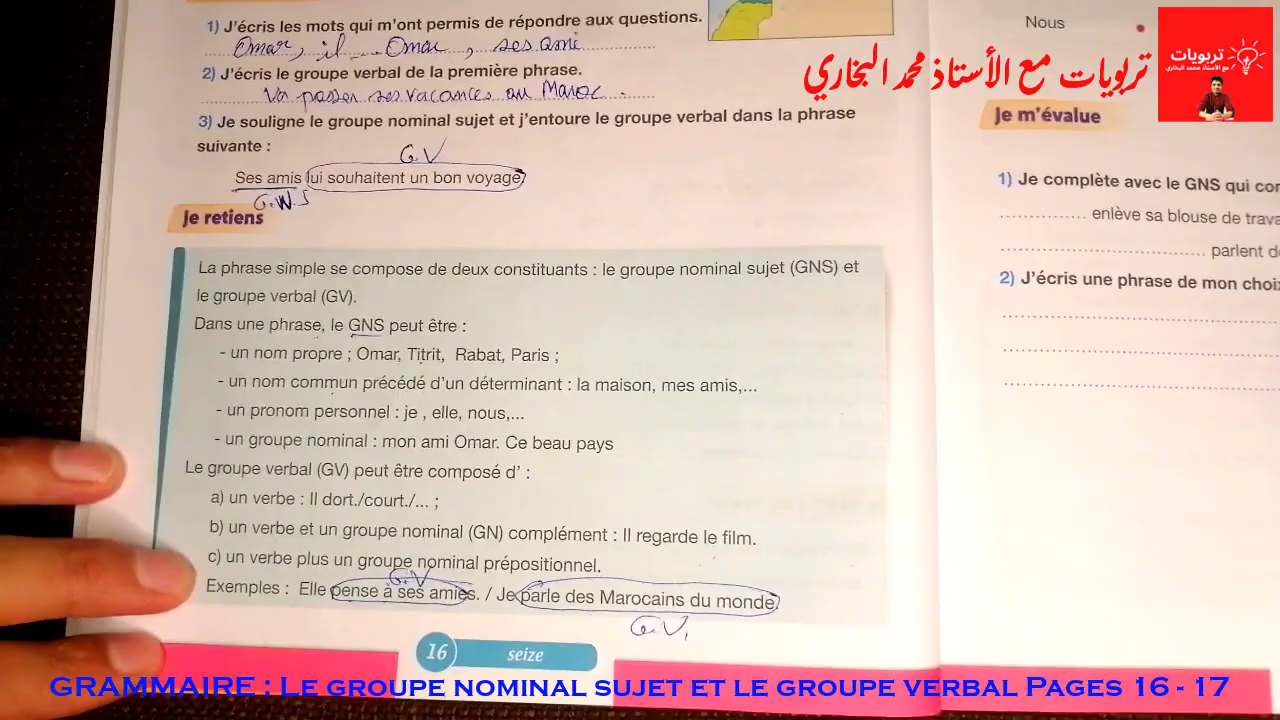 1) J'écris les mots qui m'ont permis de répondre aux questions.
Omar, il - Omar, ses ami
2) J'écris le groupe verbal de la première phrase.
Va passer ses vacances au Maroc.
3) Je souligne le groupe nominal sujet et j'entoure le groupe verbal dans la phrase
suivante :
G.V
Ses amis lui souhaitent un bon voyage.
G.N.S
Je retiens
La phrase simple se compose de deux constituants : le groupe nominal sujet (GNS) et
le groupe verbal (GV).
Dans une phrase, le GNS peut être :
- un nom propre ; Omar, Titrit, Rabat, Paris ;
- un nom commun précédé d'un déterminant : la maison, mes amis,...
- un pronom personnel : je , elle, nous,...
- un groupe nominal : mon ami Omar. Ce beau pays
Le groupe verbal (GV) peut être composé d' :
a) un verbe : Il dort./court./... ;
b) un verbe et un groupe nominal (GN) complément : Il regarde le film.
c) un verbe plus un groupe nominal prépositionnel.
G.V
Exemples : Elle pense à ses amies. / Je parle des Marocains du monde.
G.V.
16 seize
Nous
تربويات مع الأستاذ محمد البخاري
تربويات
مع الأستاذ محمد البخاري
Je m'évalue
1) Je complète avec le GNS qui
enlève sa blouse de
parlent
2) J'écris une phrase de mon
GRAMMAIRE : LE GROUPE NOMINAL SUJET ET LE GROUPE VERBAL PAGES 16 - 17